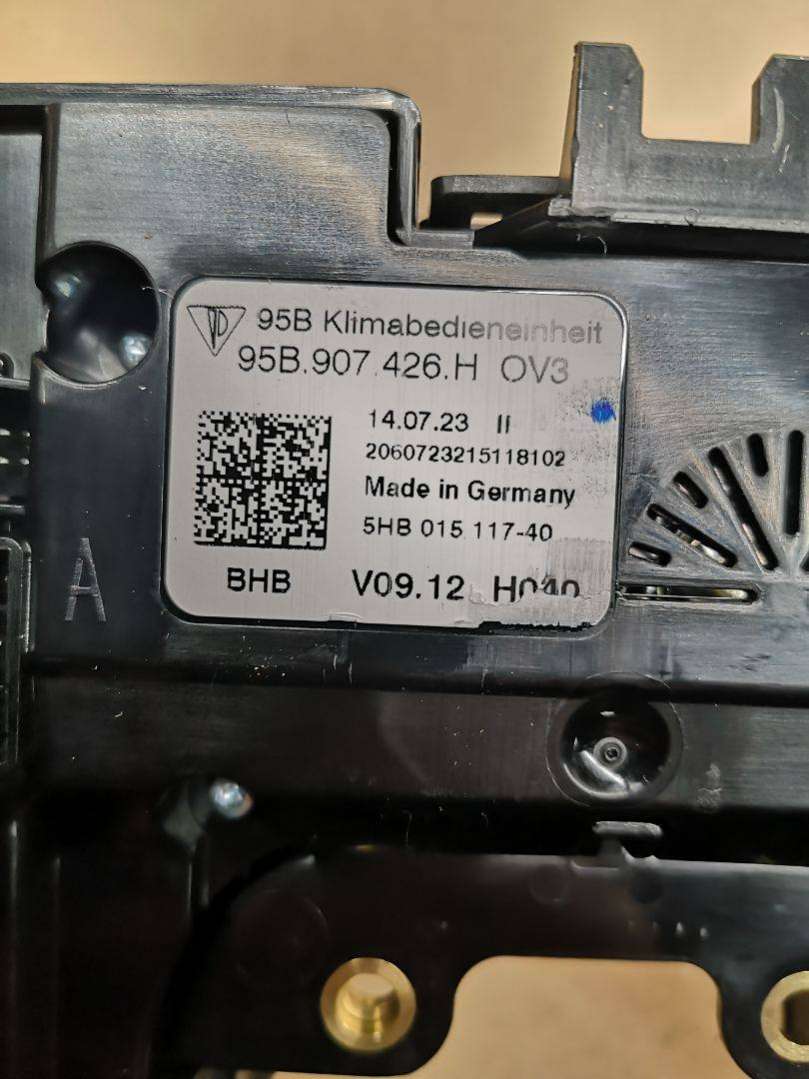 95B Klimabedieneinheit
95B.907.426.H OV3
14.07.23 II
2060723215118102
Made in Germany
5HB 015 117-40
BHB V09.12 H040
A